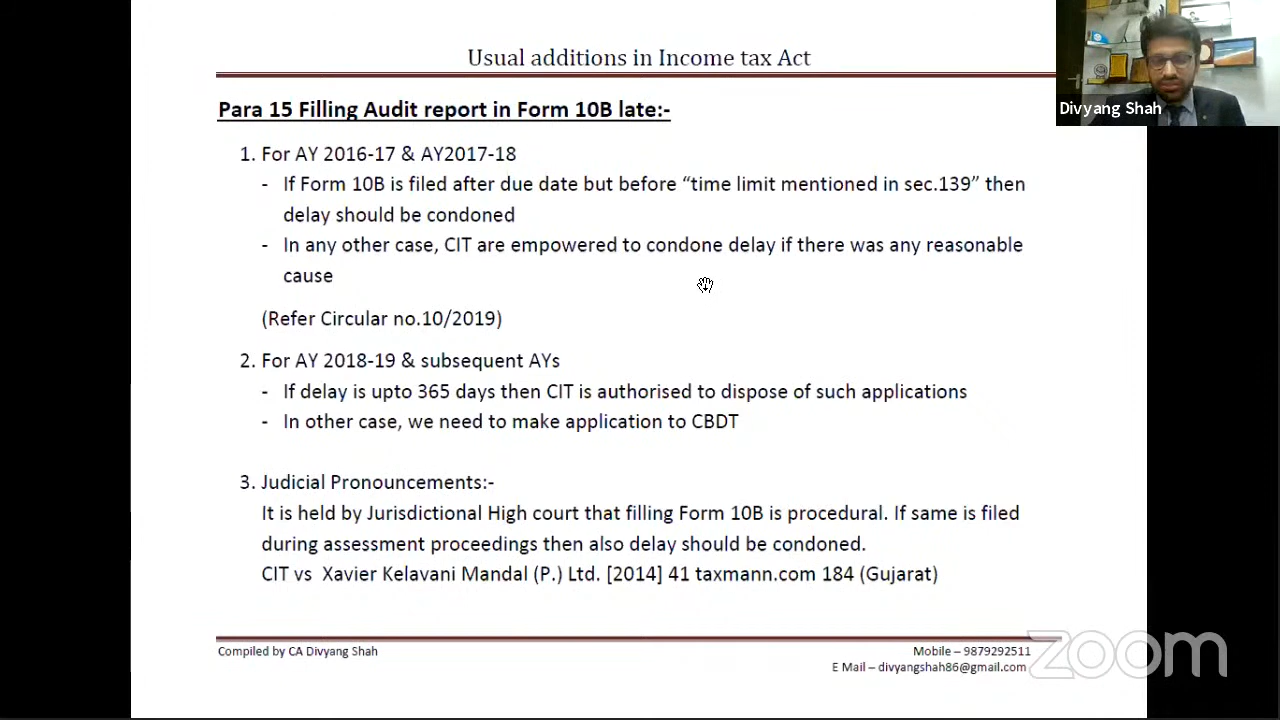 Usual additions in Income tax Act
Divyang Shah
Para 15 Filling Audit report in Form 10B late:-
1. For AY 2016-17 & AY2017-18
- If Form 10B is filed after due date but before “time limit mentioned in sec.139” then
delay should be condoned
- In any other case, CIT are empowered to condone delay if there was any reasonable
cause
(Refer Circular no.10/2019)
2. For AY 2018-19 & subsequent AYs
- If delay is upto 365 days then CIT is authorised to dispose of such applications
- In other case, we need to make application to CBDT
3. Judicial Pronouncements:-
It is held by Jurisdictional High court that filling Form 10B is procedural. If same is filed
during assessment proceedings then also delay should be condoned.
CIT vs Xavier Kelavani Mandal (P.) Ltd. [2014] 41 taxmann.com 184 (Gujarat)
Compiled by CA Divyang Shah
Mobile – 9879292511
E Mail – divyangshah86@gmail.com
zoom